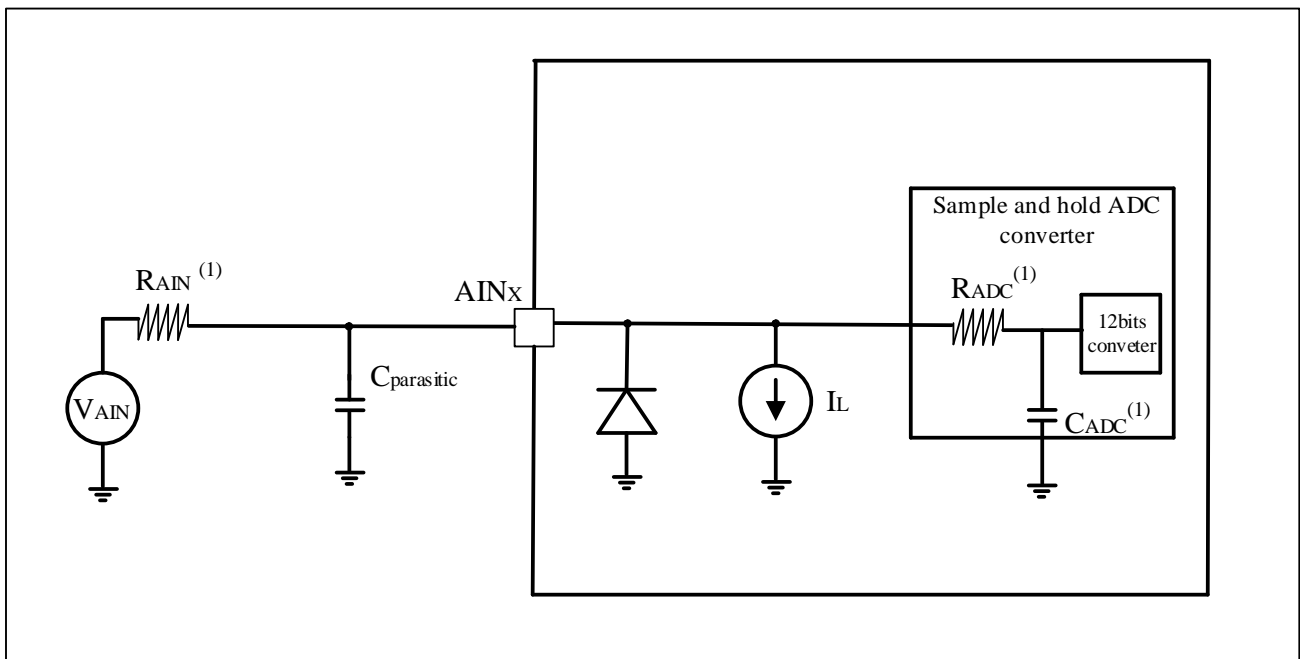 Sample and hold ADC
converter
RAIN (1)
AINx
RADC(1)
12bits
conveter
Cparasitic
VAIN
IL
CADC(1)